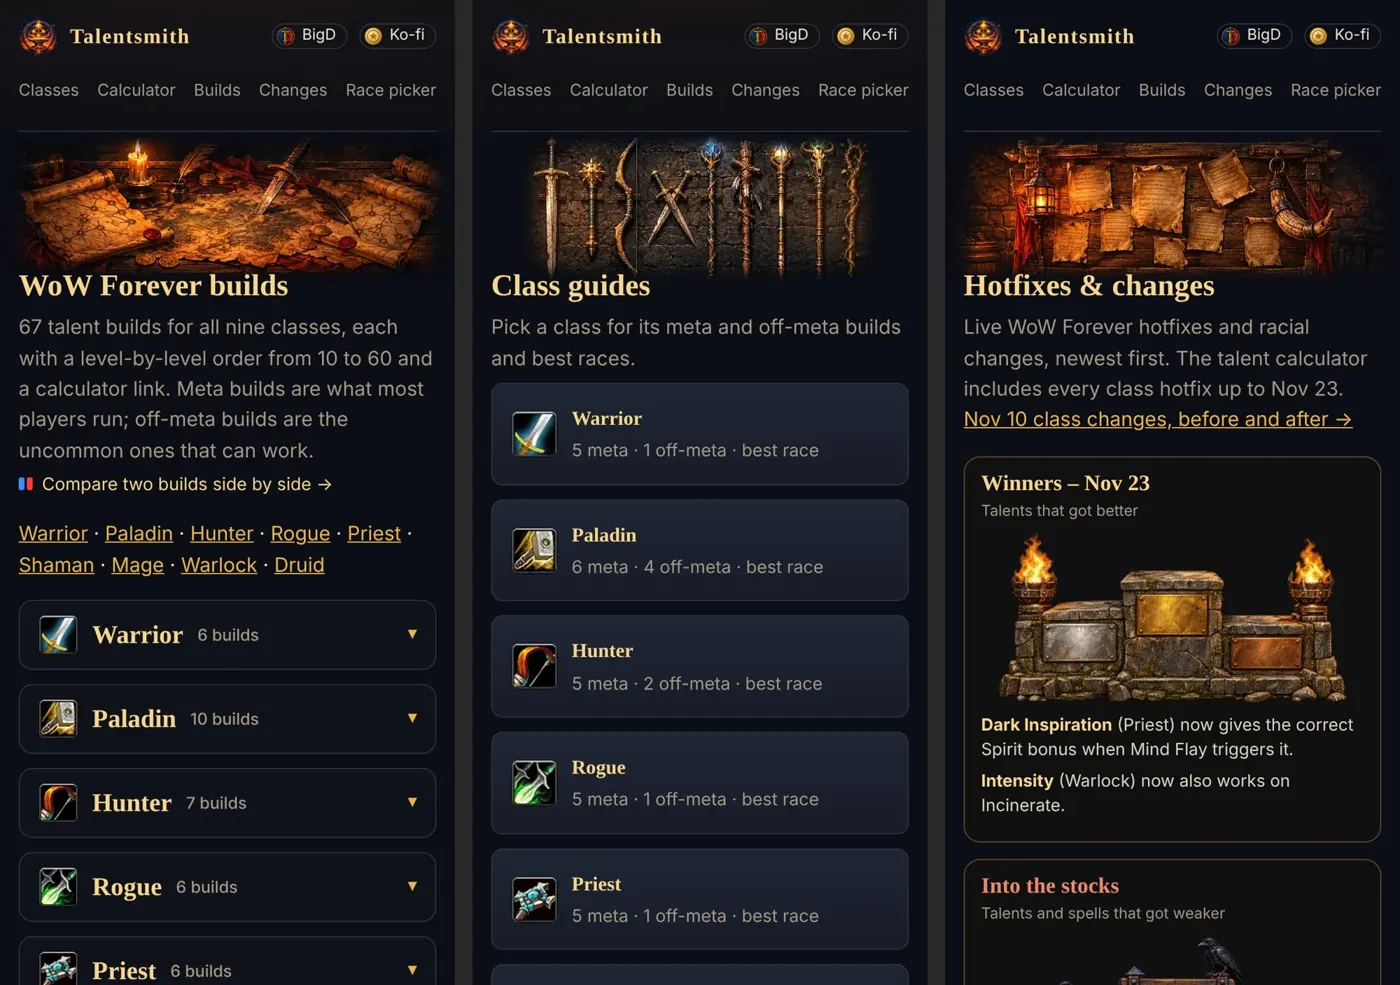 Talentsmith
BigD
Ko-fi
Classes Calculator Builds Changes Race picker
WoW Forever builds
67 talent builds for all nine classes, each
with a level-by-level order from 10 to 60 and
a calculator link. Meta builds are what most
players run; off-meta builds are the
uncommon ones that can work.
Compare two builds side by side →
Warrior · Paladin · Hunter · Rogue · Priest ·
Shaman · Mage · Warlock · Druid
Warrior 6 builds
Paladin 10 builds
Hunter 7 builds
Rogue 6 builds
Priest 6 builds
Talentsmith
BigD
Ko-fi
Classes Calculator Builds Changes Race picker
Class guides
Pick a class for its meta and off-meta builds
and best races.
Warrior
5 meta · 1 off-meta · best race
Paladin
6 meta · 4 off-meta · best race
Hunter
5 meta · 2 off-meta · best race
Rogue
5 meta · 1 off-meta · best race
Priest
5 meta · 1 off-meta · best race
Talentsmith
BigD
Ko-fi
Classes Calculator Builds Changes Race picker
Hotfixes & changes
Live WoW Forever hotfixes and racial
changes, newest first. The talent calculator
includes every class hotfix up to Nov 23.
Nov 10 class changes, before and after →
Winners – Nov 23
Talents that got better
Dark Inspiration (Priest) now gives the correct
Spirit bonus when Mind Flay triggers it.
Intensity (Warlock) now also works on
Incinerate.
Into the stocks
Talents and spells that got weaker